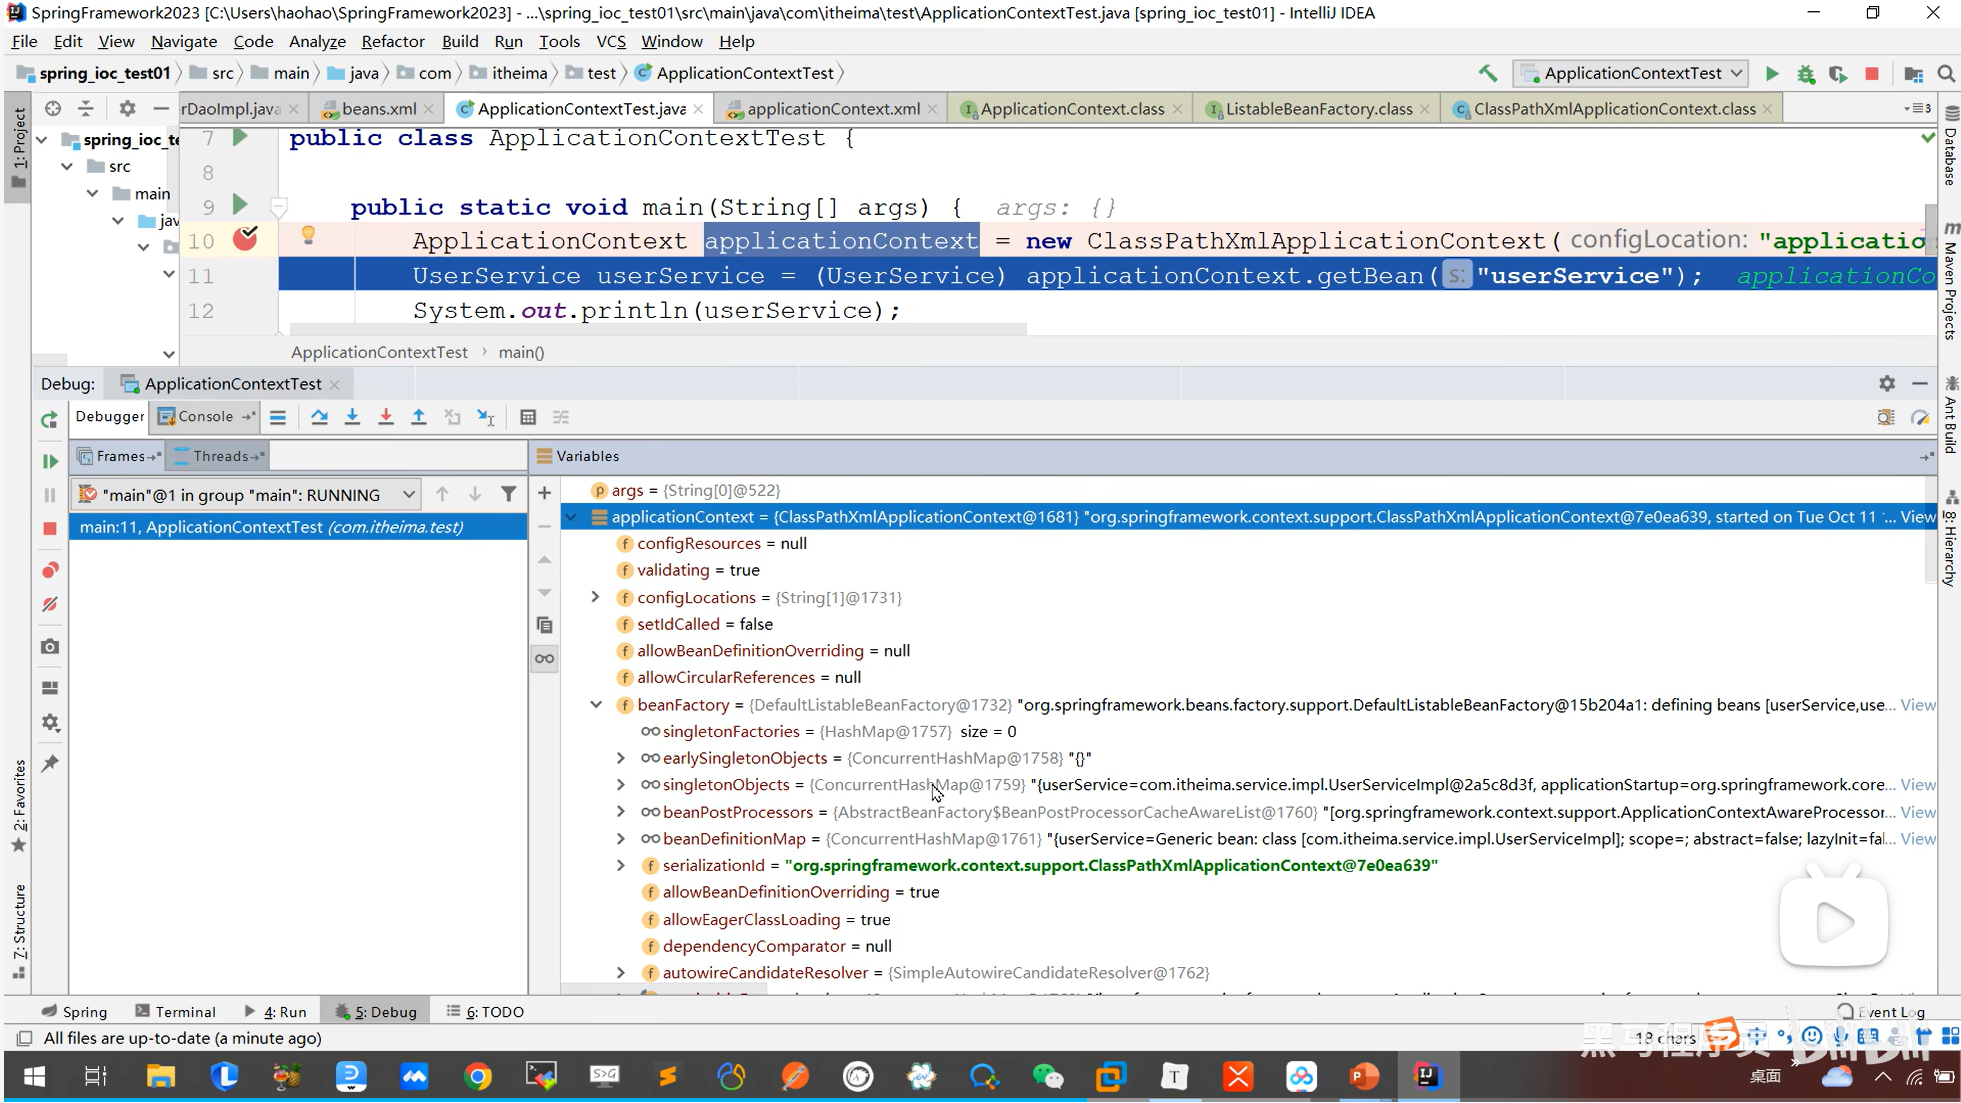 SpringFramework2023 [C:\Users\haohao\SpringFramework2023] - ...\spring_ioc_test01\src\main\java\com\itheima\test\ApplicationContextTest.java [spring_ioc_test01] - IntelliJ IDEA
File Edit View Navigate Code Analyze Refactor Build Run Tools VCS Window Help
spring_ioc_test01 src main java com itheima test ApplicationContextTest ApplicationContextTest
rDaoImpl.java beans.xml ApplicationContextTest.java applicationContext.xml ApplicationContext.class ListableBeanFactory.class ClassPathXmlApplicationContext.class 3
1: Project
spring_ioc_te
src
main
jav
7 public class ApplicationContextTest {
8
9 public static void main(String[] args) { args: {}
10 ApplicationContext applicationContext = new ClassPathXmlApplicationContext( configLocation: "applicatio
11 UserService userService = (UserService) applicationContext.getBean( s: "userService"); applicationCo
12 System.out.println(userService);
ApplicationContextTest main()
Database
Maven Projects
Ant Build
8: Hierarchy
Debug: ApplicationContextTest
Debugger Console
Frames Threads Variables
"main"@1 in group "main": RUNNING
main:11, ApplicationContextTest (com.itheima.test)
args = {String[0]@522}
applicationContext = {ClassPathXmlApplicationContext@1681} "org.springframework.context.support.ClassPathXmlApplicationContext@7e0ea639, started on Tue Oct 11 '... View
configResources = null
validating = true
configLocations = {String[1]@1731}
setIdCalled = false
allowBeanDefinitionOverriding = null
allowCircularReferences = null
beanFactory = {DefaultListableBeanFactory@1732} "org.springframework.beans.factory.support.DefaultListableBeanFactory@15b204a1: defining beans [userService,use... View
singletonFactories = {HashMap@1757} size = 0
earlySingletonObjects = {ConcurrentHashMap@1758} "{}"
singletonObjects = {ConcurrentHashMap@1759} "{userService=com.itheima.service.impl.UserServiceImpl@2a5c8d3f, applicationStartup=org.springframework.core... View
beanPostProcessors = {AbstractBeanFactory$BeanPostProcessorCacheAwareList@1760} "[org.springframework.context.support.ApplicationContextAwareProcessor... View
beanDefinitionMap = {ConcurrentHashMap@1761} "{userService=Generic bean: class [com.itheima.service.impl.UserServiceImpl]; scope=; abstract=false; lazyInit=fal... View
serializationId = "org.springframework.context.support.ClassPathXmlApplicationContext@7e0ea639"
allowBeanDefinitionOverriding = true
allowEagerClassLoading = true
dependencyComparator = null
autowireCandidateResolver = {SimpleAutowireCandidateResolver@1762}
2: Favorites
7: Structure
Spring Terminal 4: Run 5: Debug 6: TODO Event Log
All files are up-to-date (a minute ago) 18 chars
黑马程序员 bilibili
桌面